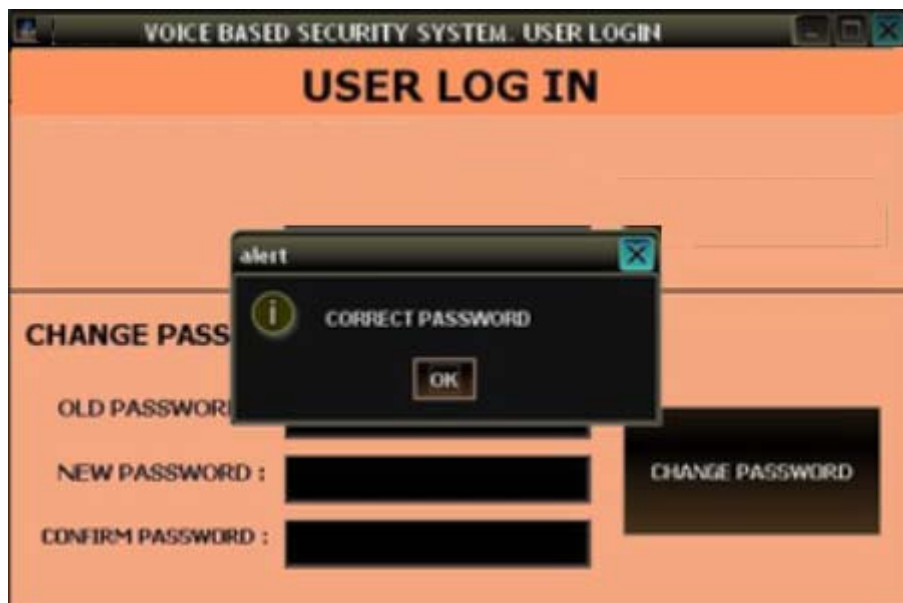 VOICE BASED SECURITY SYSTEM. USER LOGIN
USER LOG IN
alert
CORRECT PASSWORD
OK
CHANGE PASS
OLD PASSWOR
NEW PASSWORD :
CHANGE PASSWORD
CONFIRM PASSWORD :